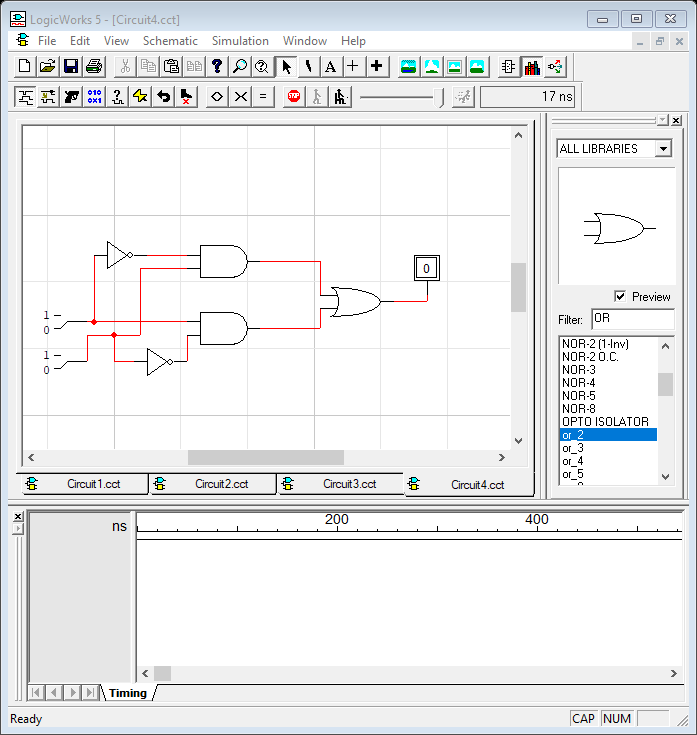 LogicWorks 5 - [Circuit4.cct]
File Edit View Schematic Simulation Window Help
17 ns
ALL LIBRARIES
Preview
Filter: OR
NOR-2 (1-Inv)
NOR-2 O.C.
NOR-3
NOR-4
NOR-5
NOR-8
OPTO ISOLATOR
or_2
or_3
or_4
or_5
0
1
0
1
0
Circuit1.cct Circuit2.cct Circuit3.cct Circuit4.cct
ns 200 400
Timing
Ready CAP NUM